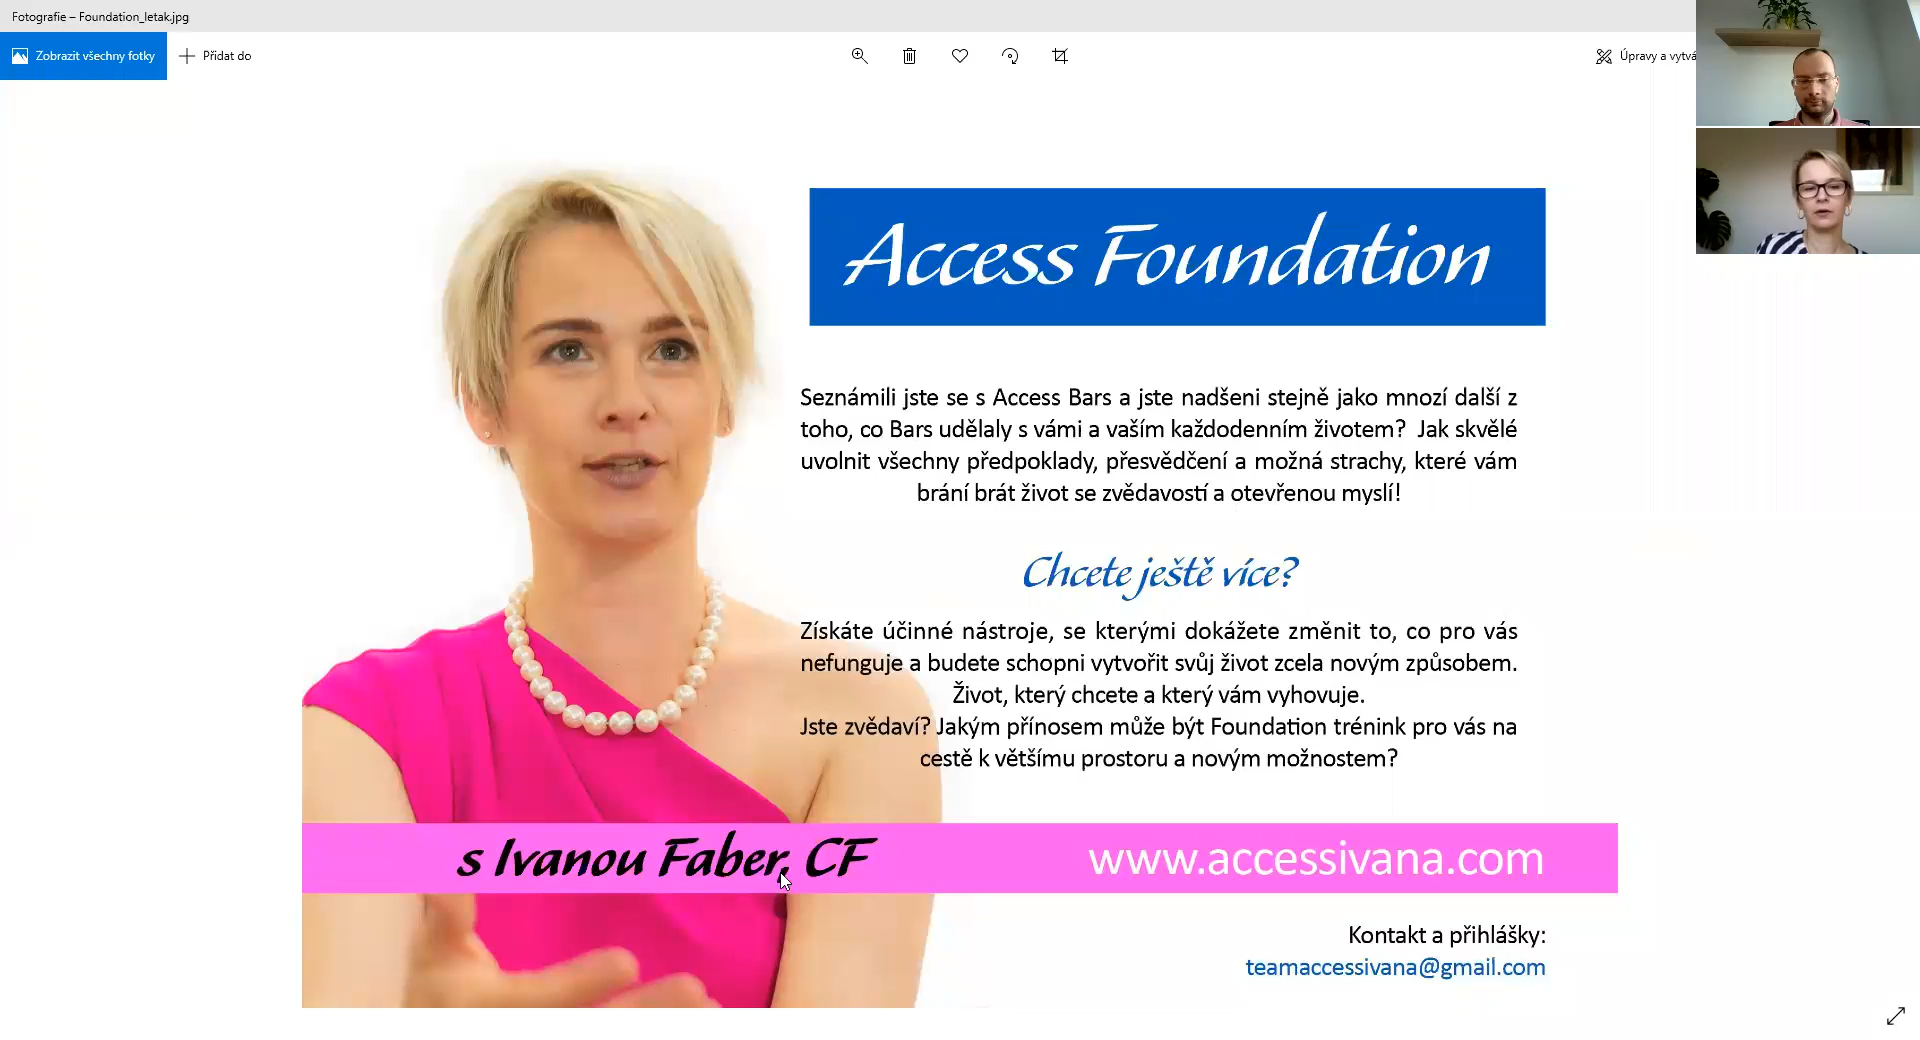 Fotografie – Foundation_letak.jpg
Zobrazit všechny fotky
Přidat do
Úpravy a vytvá
Access Foundation
Seznámili jste se s Access Bars a jste nadšeni stejně jako mnozí další z
toho, co Bars udělaly s vámi a vaším každodenním životem? Jak skvělé
uvolnit všechny předpoklady, přesvědčení a možná strachy, které vám
brání brát život se zvědavostí a otevřenou myslí!
Chcete ještě více?
Získáte účinné nástroje, se kterými dokážete změnit to, co pro vás
nefunguje a budete schopni vytvořit svůj život zcela novým způsobem.
Život, který chcete a který vám vyhovuje.
Jste zvědaví? Jakým přínosem může být Foundation trénink pro vás na
cestě k většímu prostoru a novým možnostem?
s Ivanou Faber, CF
www.accessivana.com
Kontakt a přihlášky:
teamaccessivana@gmail.com